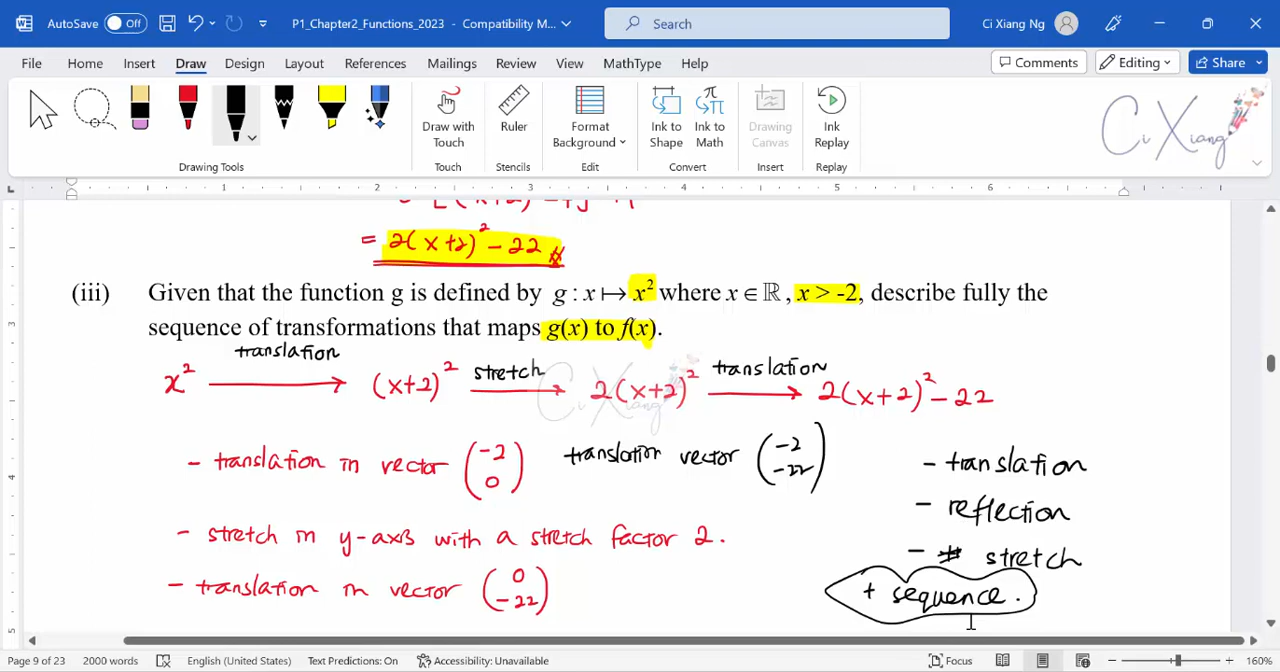 AutoSave Off P1_Chapter2_Functions_2023 - Compatibility M... Search Ci Xiang Ng
File Home Insert Draw Design Layout References Mailings Review View MathType Help Comments Editing Share
Draw with Touch Ruler Format Background Ink to Shape Ink to Math Drawing Canvas Ink Replay
Drawing Tools Touch Stencils Edit Convert Insert Replay
Ci Xiang
= 2(x+2)² - 22
(iii) Given that the function g is defined by g : x ↦ x² where x ∈ ℝ, x > -2, describe fully the
sequence of transformations that maps g(x) to f(x).
translation stretch translation
x² → (x+2)² → 2(x+2)² → 2(x+2)² - 22
Ci Xiang
- translation in vector (-2 0) translation vector (-2 -22) - translation
- reflection
- stretch in y-axis with a stretch factor 2. - stretch
- translation in vector (0 -22) + sequence.
Page 9 of 23 2000 words English (United States) Text Predictions: On Accessibility: Unavailable Focus 160%